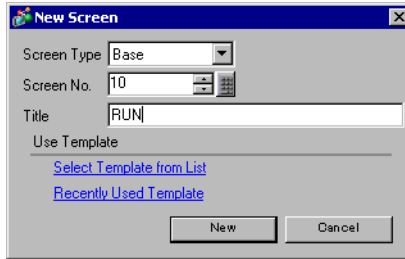 New Screen
Screen Type Base
Screen No. 10
Title RUN
Use Template
Select Template from List
Recently Used Template
New Cancel